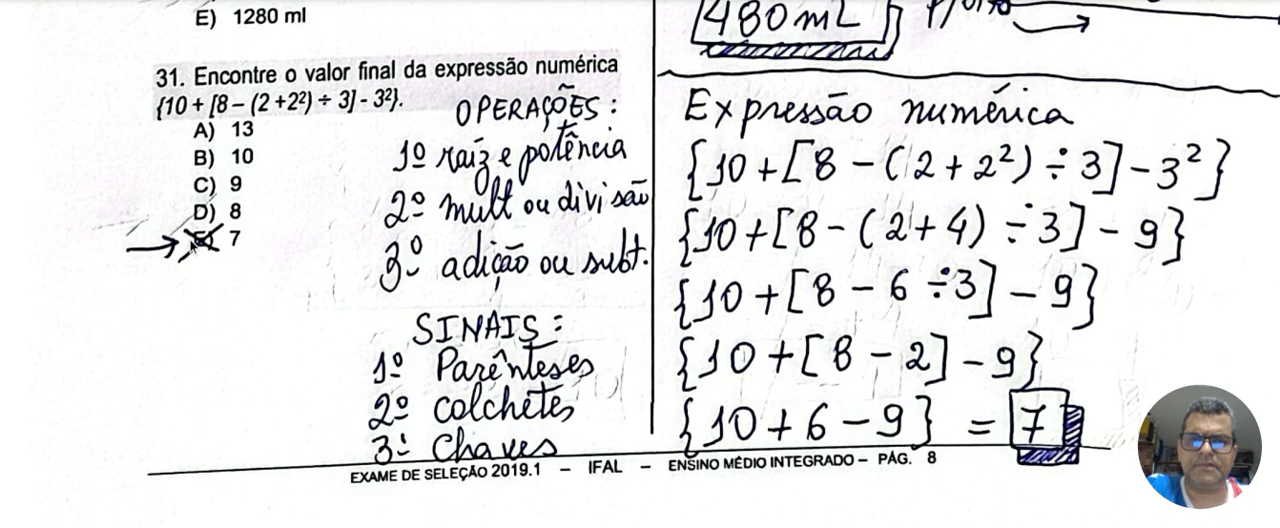 E) 1280 ml
31. Encontre o valor final da expressão numérica
{10 + [8 – (2 +2²) ÷ 3] - 3²}.
A) 13
B) 10
C) 9
D) 8
E) 7
OPERAÇÕES:
1º raiz e potência
2º mult ou divisão
3º adição ou subt.
SINAIS:
1º Parênteses
2º colchetes
3º Chaves
480mL
Expressão numérica
{10+[8-(2+2²)÷3]-3²}
{10+[8-(2+4)÷3]-9}
{10+[8-6÷3]-9}
{10+[8-2]-9}
{10+6-9} = 7
EXAME DE SELEÇÃO 2019.1 – IFAL – ENSINO MÉDIO INTEGRADO – PÁG. 8